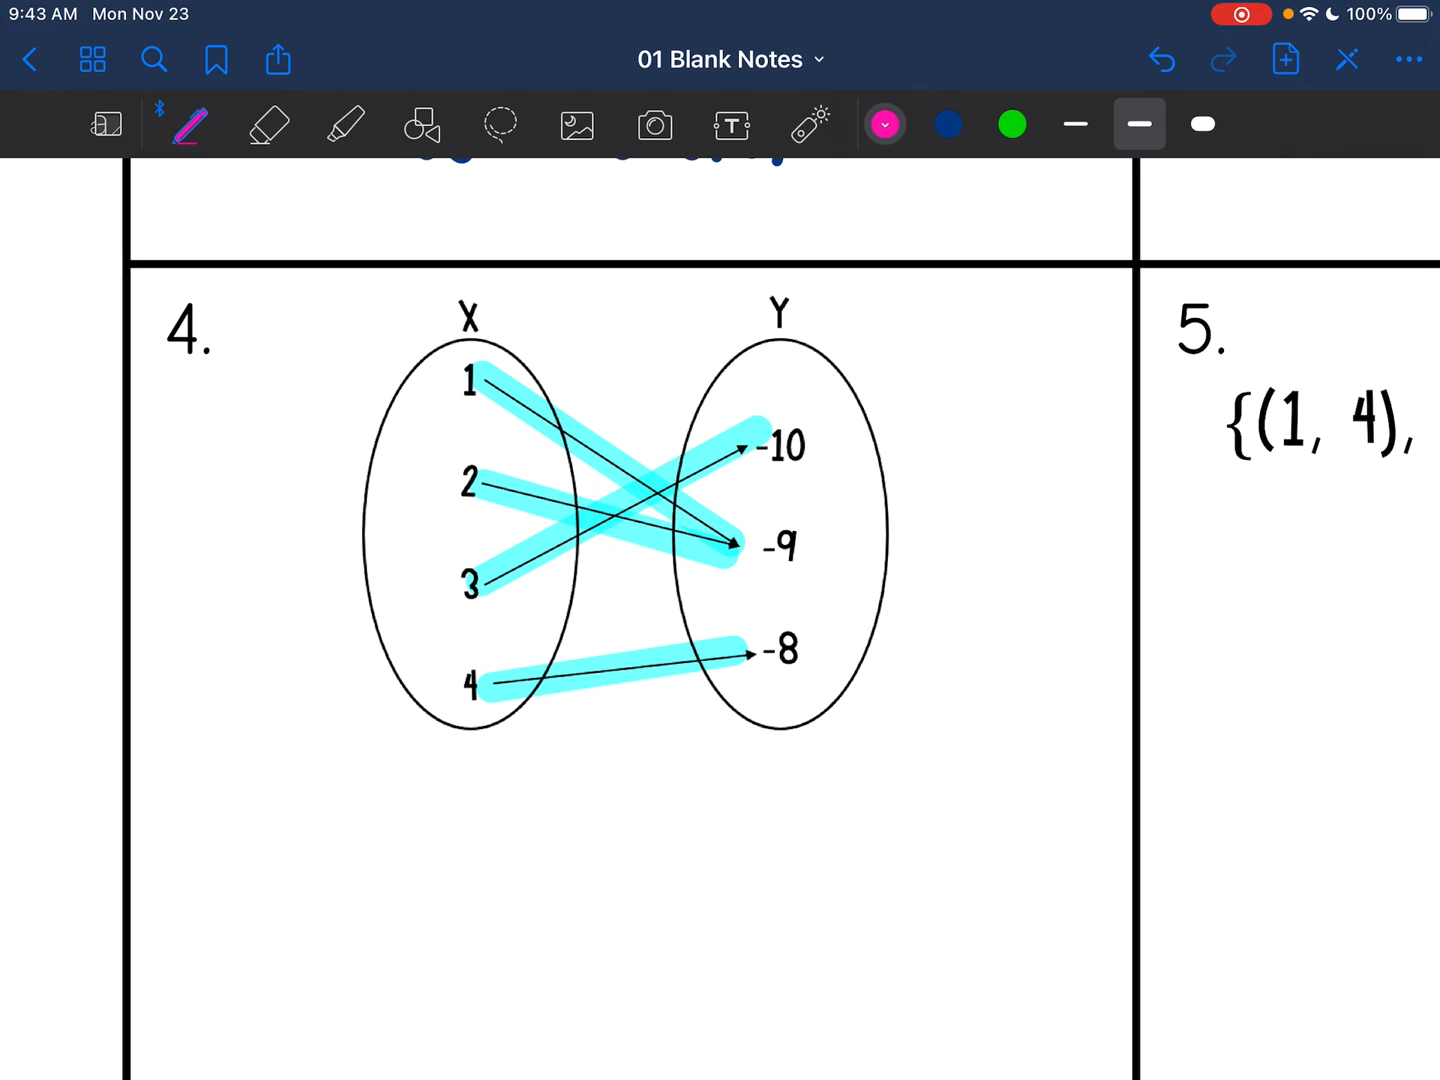 9:43 AM Mon Nov 23
100%
01 Blank Notes
a
T
4.
X
Y
1
2
3
4
-10
-9
-8
5.
{(1, 4),